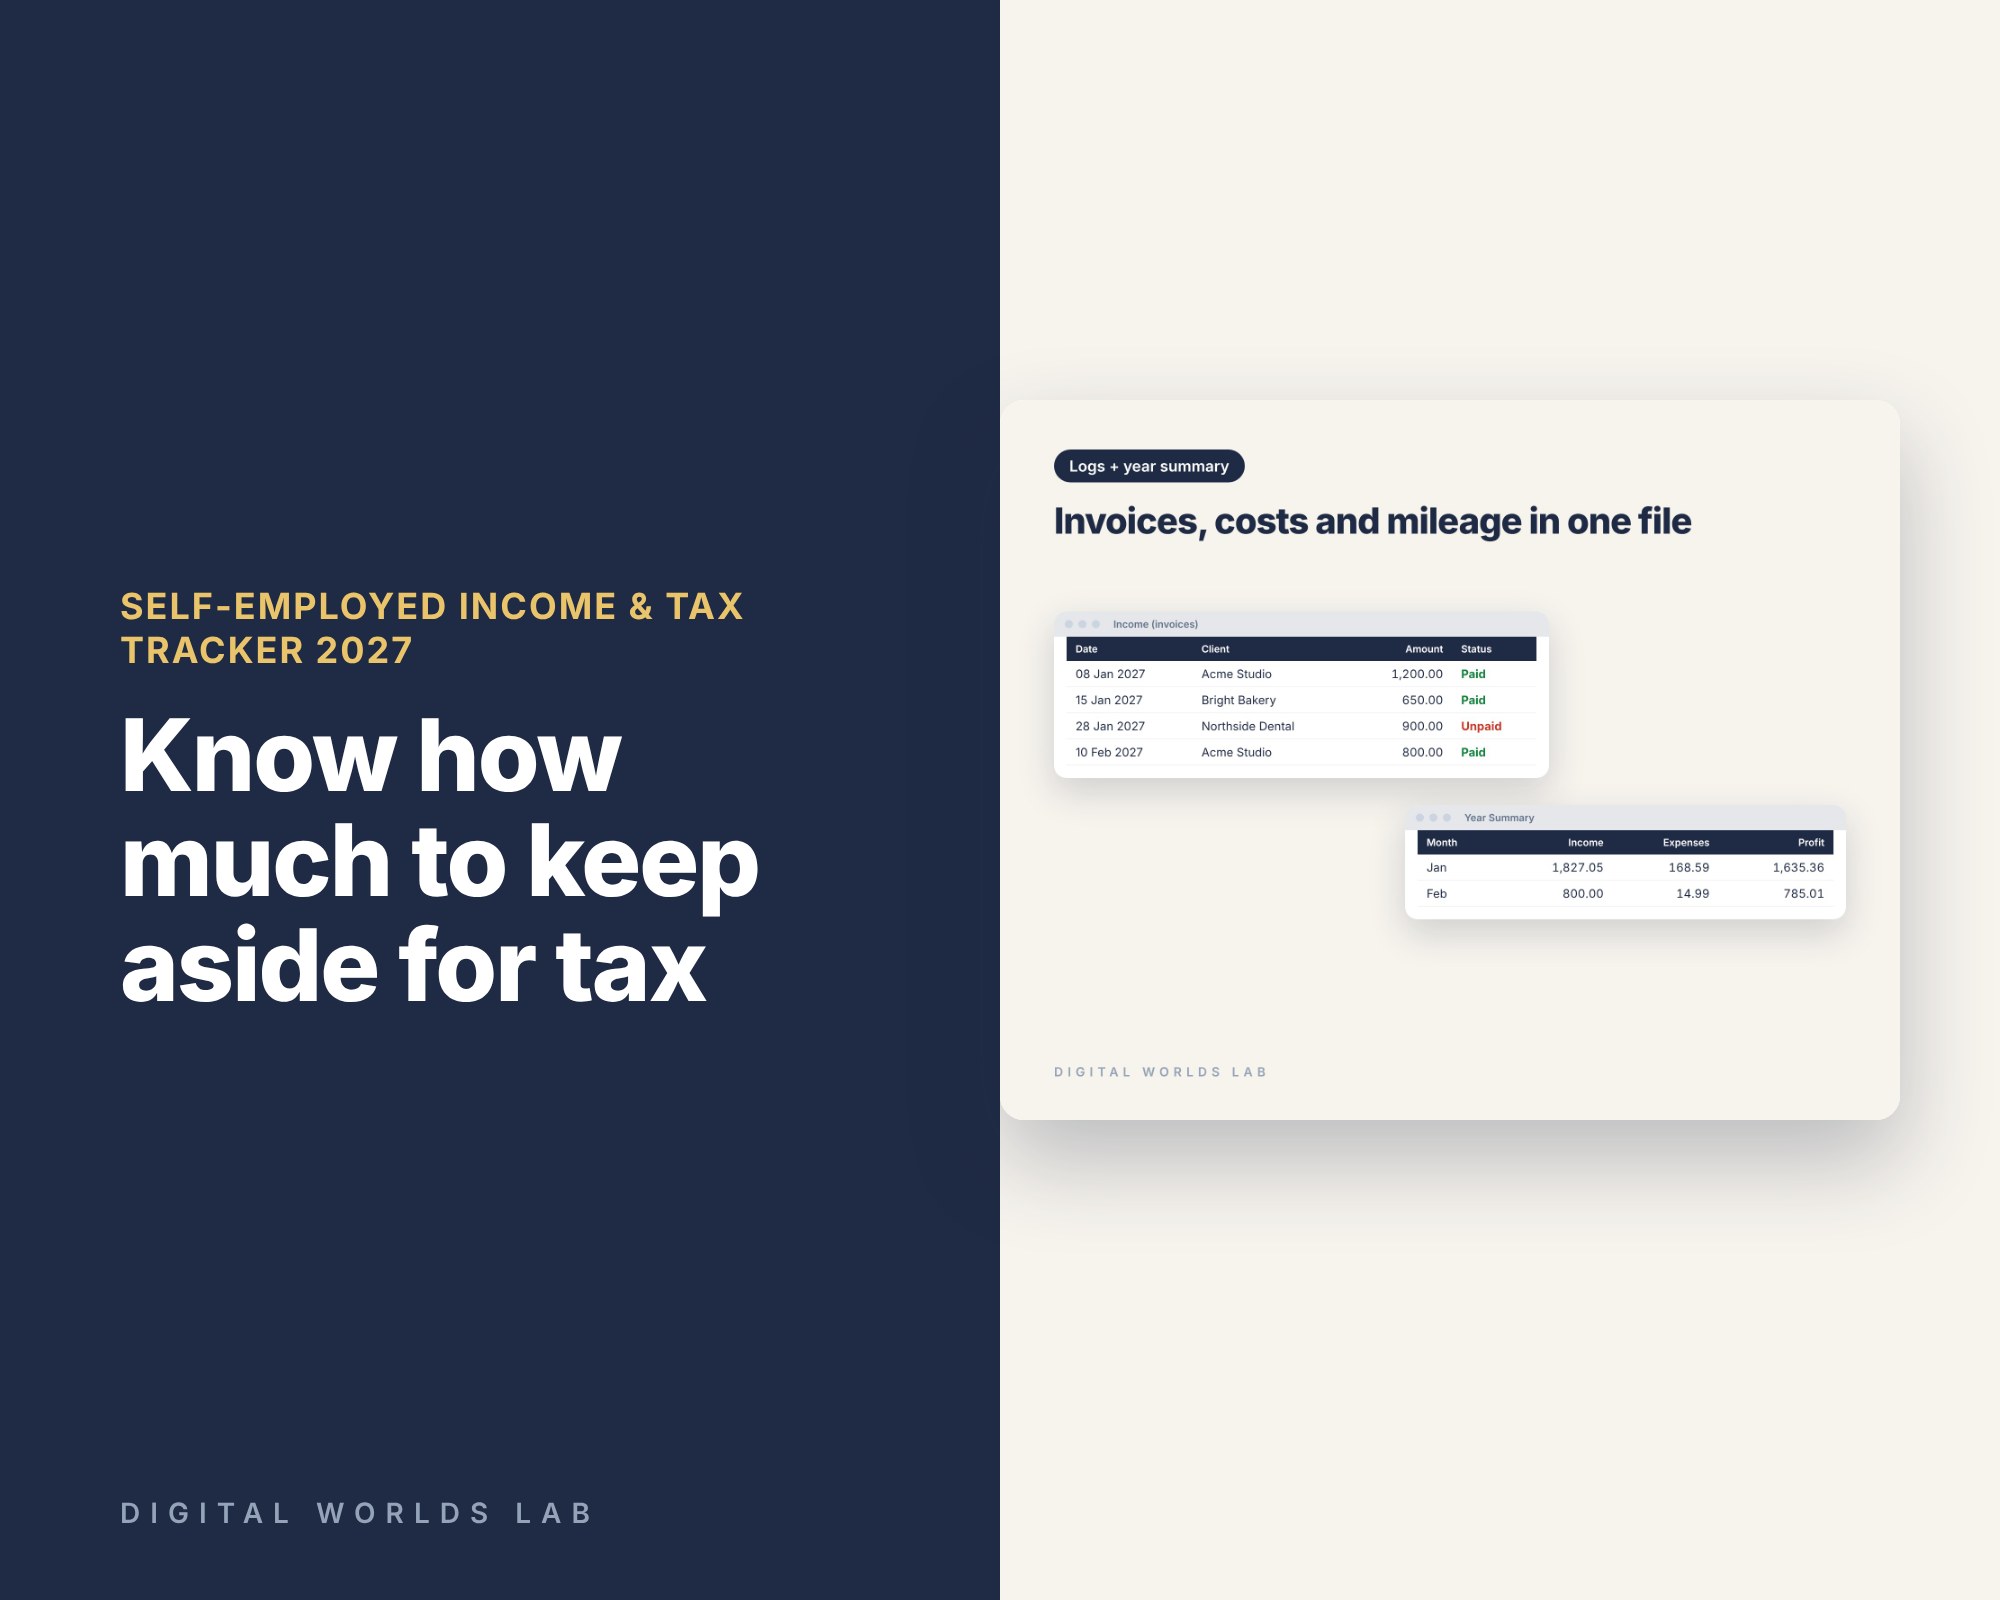 SELF-EMPLOYED INCOME & TAX
TRACKER 2027
Know how
much to keep
aside for tax
DIGITAL WORLDS LAB
Logs + year summary
Invoices, costs and mileage in one file
Income (invoices)
Date Client Amount Status
08 Jan 2027 Acme Studio 1,200.00 Paid
15 Jan 2027 Bright Bakery 650.00 Paid
28 Jan 2027 Northside Dental 900.00 Unpaid
10 Feb 2027 Acme Studio 800.00 Paid
Year Summary
Month Income Expenses Profit
Jan 1,827.05 168.59 1,635.36
Feb 800.00 14.99 785.01
DIGITAL WORLDS LAB